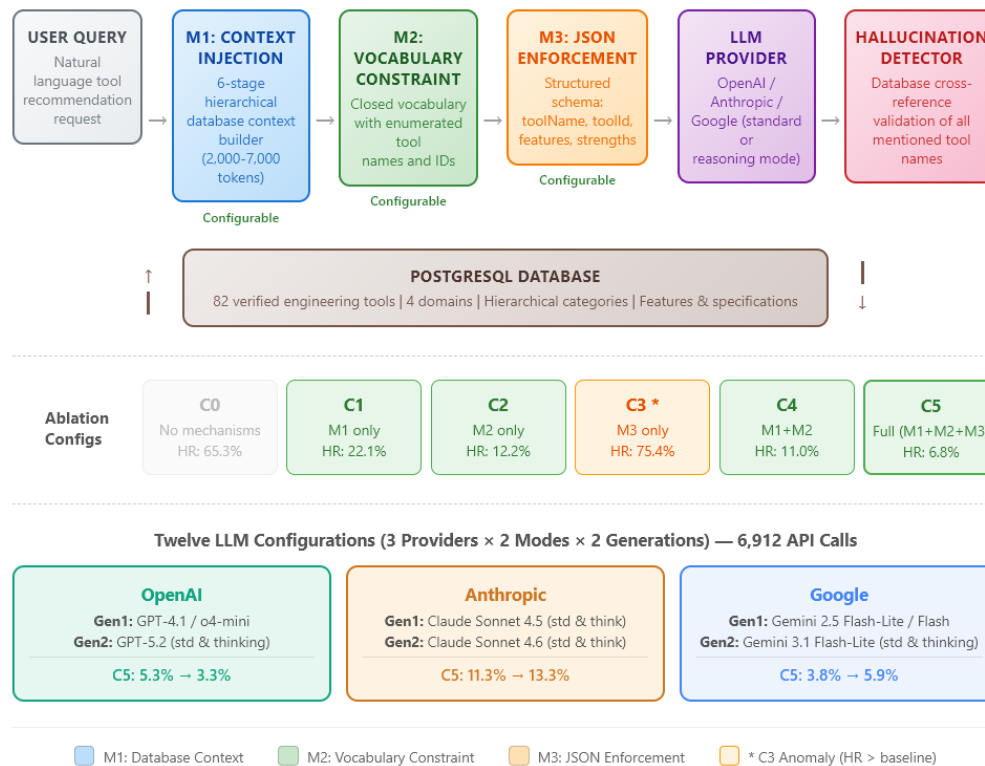 USER QUERY
Natural
language tool
recommendation
request
→
M1: CONTEXT
INJECTION
6-stage
hierarchical
database context
builder
(2,000-7,000
tokens)
Configurable
→
M2:
VOCABULARY
CONSTRAINT
Closed vocabulary
with enumerated
tool
names and IDs
Configurable
→
M3: JSON
ENFORCEMENT
Structured
schema:
toolName, toolId,
features, strengths
Configurable
→
LLM
PROVIDER
OpenAI /
Anthropic /
Google (standard
or
reasoning mode)
→
HALLUCINATION
DETECTOR
Database cross-
reference
validation of all
mentioned tool
names
↑
|
POSTGRESQL DATABASE
82 verified engineering tools | 4 domains | Hierarchical categories | Features & specifications
|
↓
Ablation
Configs
C0
No mechanisms
HR: 65.3%
C1
M1 only
HR: 22.1%
C2
M2 only
HR: 12.2%
C3 *
M3 only
HR: 75.4%
C4
M1+M2
HR: 11.0%
C5
Full (M1+M2+M3
HR: 6.8%
Twelve LLM Configurations (3 Providers × 2 Modes × 2 Generations) — 6,912 API Calls
OpenAI
Gen1: GPT-4.1 / o4-mini
Gen2: GPT-5.2 (std & thinking)
C5: 5.3% → 3.3%
Anthropic
Gen1: Claude Sonnet 4.5 (std & think)
Gen2: Claude Sonnet 4.6 (std & think)
C5: 11.3% → 13.3%
Google
Gen1: Gemini 2.5 Flash-Lite / Flash
Gen2: Gemini 3.1 Flash-Lite (std & thinking)
C5: 3.8% → 5.9%
M1: Database Context
M2: Vocabulary Constraint
M3: JSON Enforcement
* C3 Anomaly (HR > baseline)